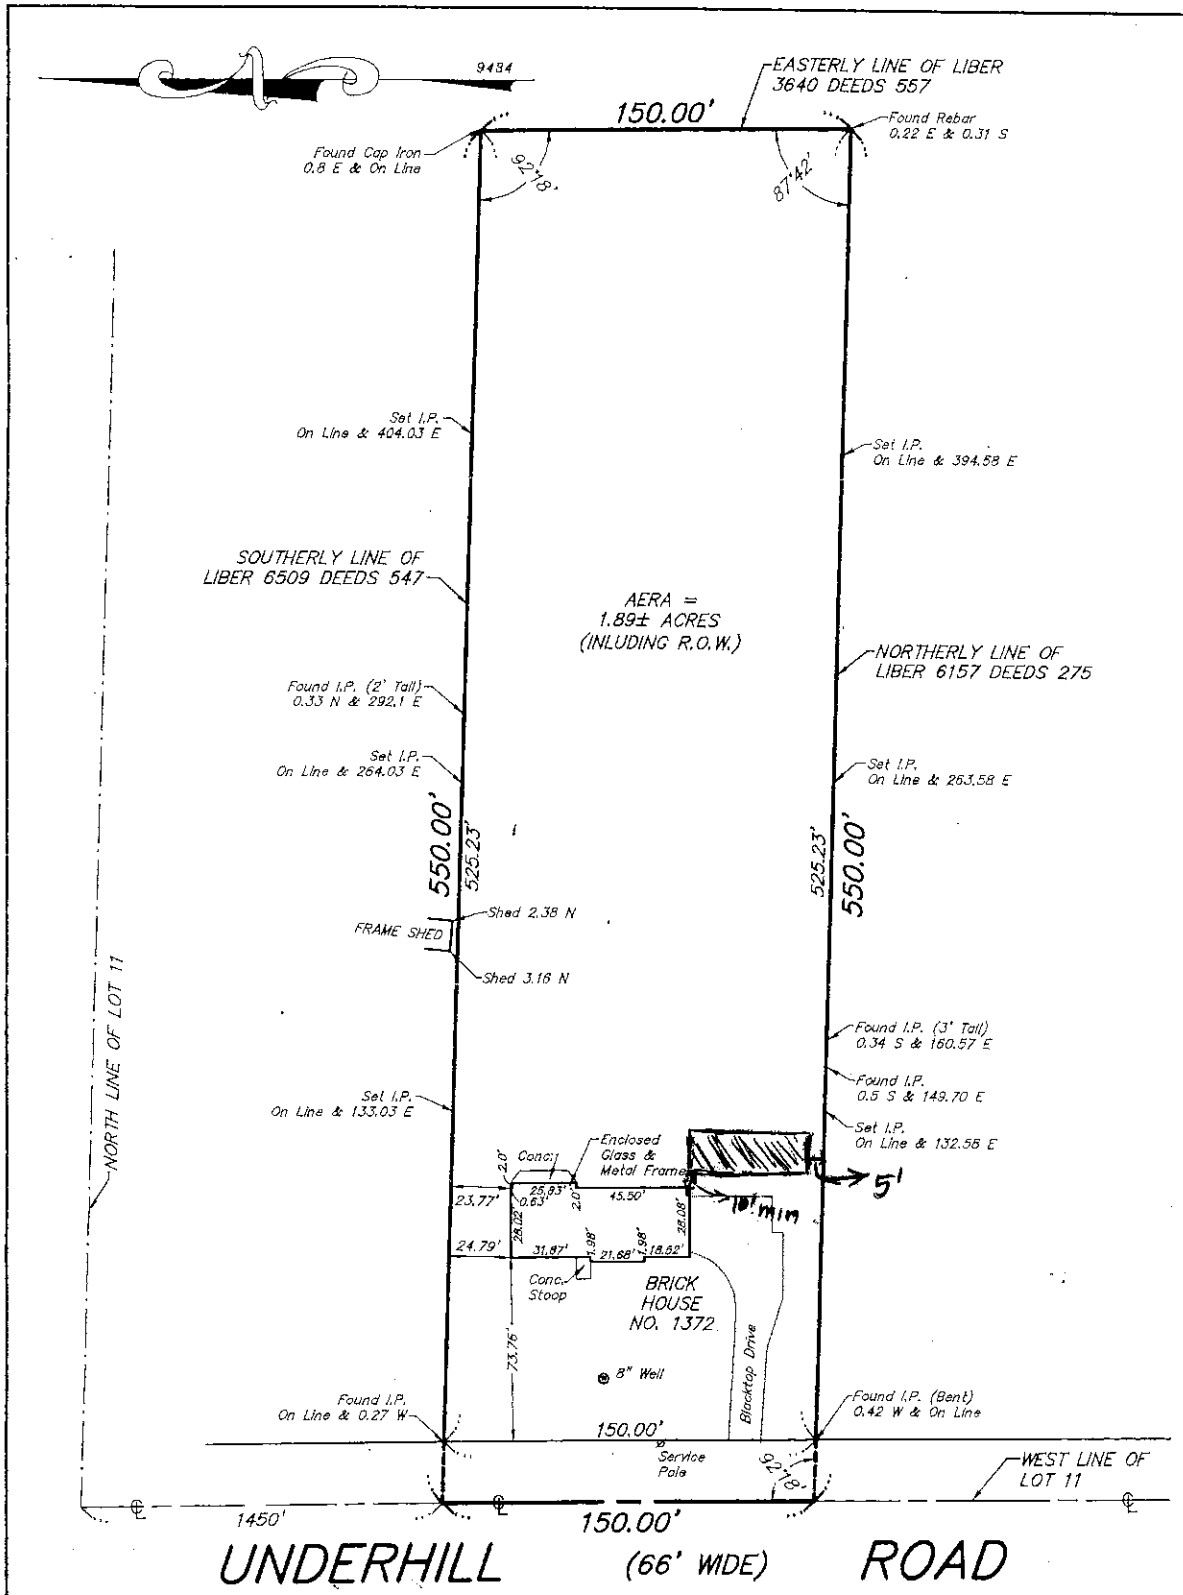 9484
EASTERLY LINE OF LIBER
3640 DEEDS 557
150.00'
Found Rebar
0.22 E & 0.31 S
Found Cap Iron
0.8 E & On Line
92°18'
87°42'
Set I.P.
On Line & 404.03 E
Set I.P.
On Line & 394.58 E
SOUTHERLY LINE OF
LIBER 6509 DEEDS 547
AERA =
1.89± ACRES
(INLUDING R.O.W.)
NORTHERLY LINE OF
LIBER 6157 DEEDS 275
Found I.P. (2' Tall)
0.33 N & 292.1 E
Set I.P.
On Line & 264.03 E
Set I.P.
On Line & 263.58 E
550.00'
525.23'
525.23'
550.00'
Shed 2.38 N
FRAME SHED
Shed 3.16 N
NORTH LINE OF LOT 11
Found I.P. (3' Tall)
0.34 S & 160.57 E
Found I.P.
0.5 S & 149.70 E
Set I.P.
On Line & 133.03 E
Set I.P.
On Line & 132.58 E
Enclosed
Glass &
Metal Frame
Conc.
2.0'
25.83'
2.0'
45.50'
5'
10' min
23.77'
0.63'
28.02'
28.08'
24.79'
31.87'
1.98'
21.68'
1.98'
18.62'
Conc.
Stoop
BRICK
HOUSE
NO. 1372
73.76'
8" Well
Blacktop Drive
Found I.P.
On Line & 0.27 W
Found I.P. (Bent)
0.42 W & On Line
150.00'
Service
Pole
92°18'
WEST LINE OF
LOT 11
1450'
150.00'
UNDERHILL (66' WIDE) ROAD